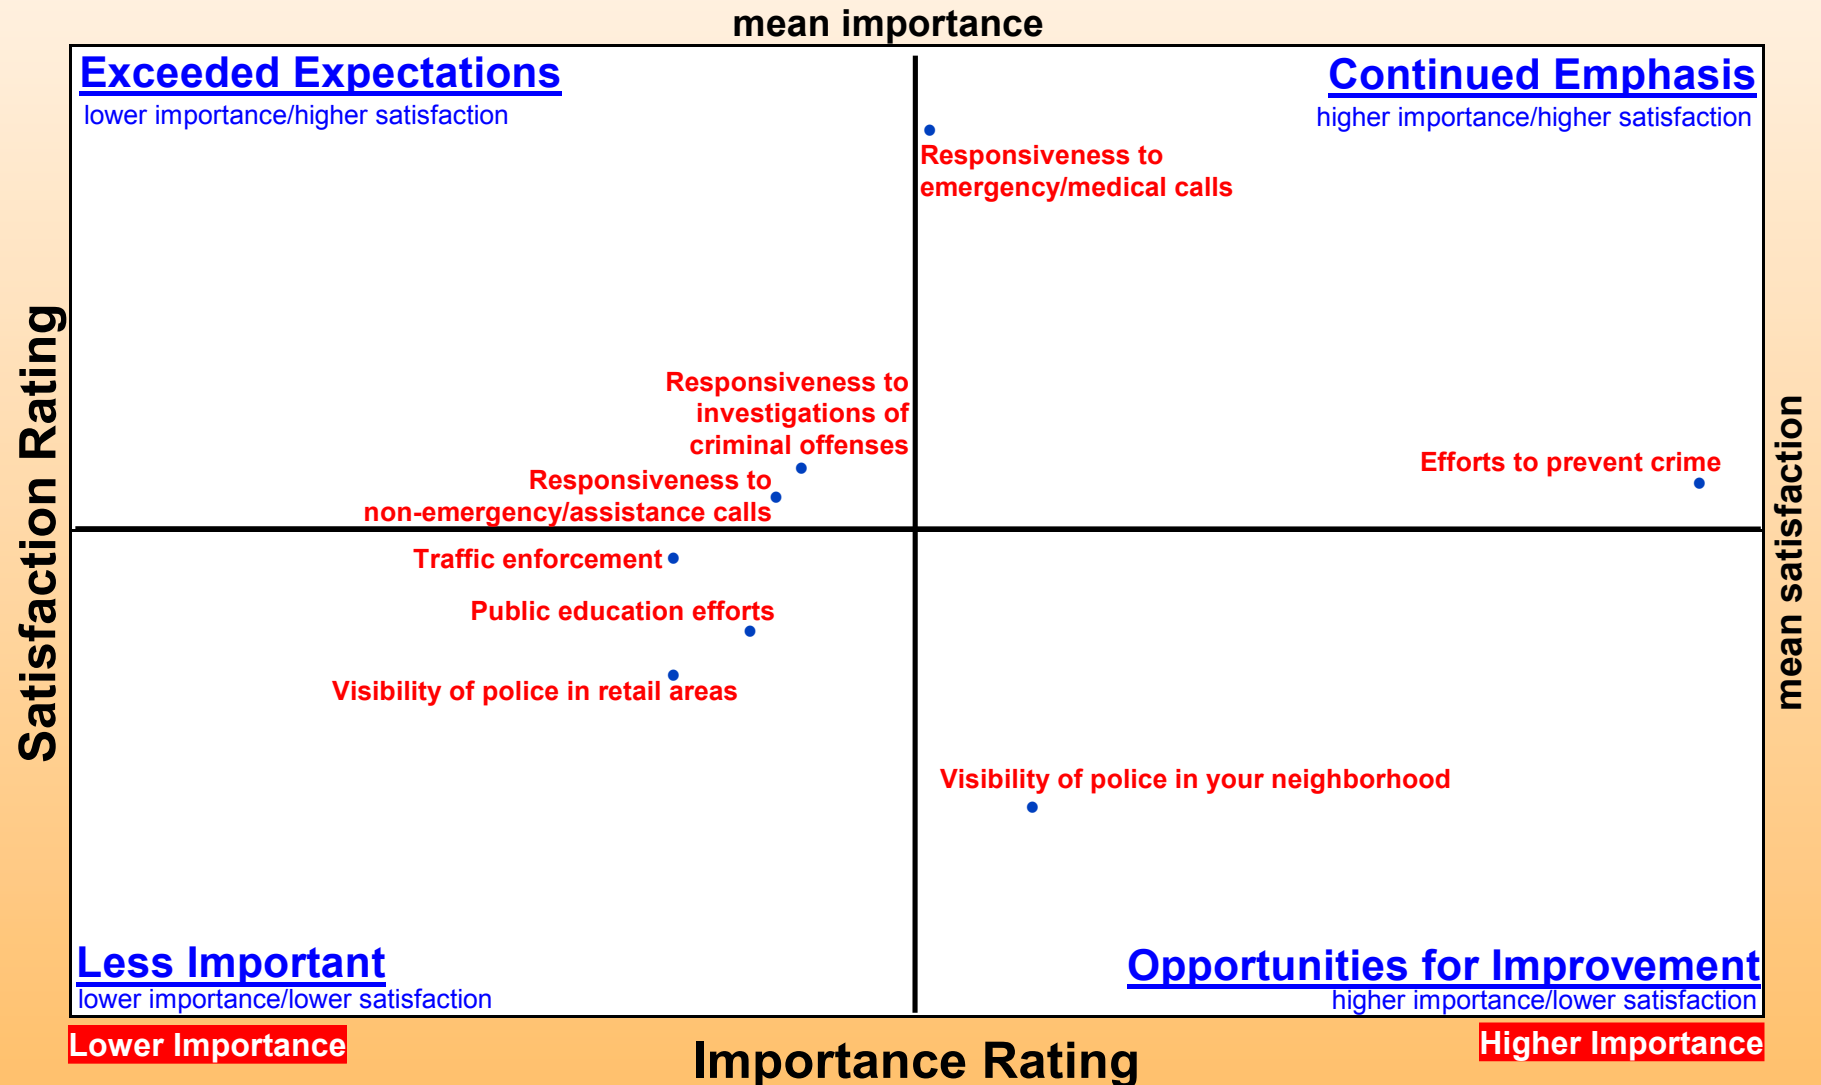 mean importance
Exceeded Expectations
lower importance/higher satisfaction
Continued Emphasis
higher importance/higher satisfaction
Responsiveness to
emergency/medical calls
Satisfaction Rating
mean satisfaction
Responsiveness to
investigations of
criminal offenses
Efforts to prevent crime
Responsiveness to
non-emergency/assistance calls
Traffic enforcement
Public education efforts
Visibility of police in retail areas
Visibility of police in your neighborhood
Less Important
lower importance/lower satisfaction
Opportunities for Improvement
higher importance/lower satisfaction
Lower Importance
Importance Rating
Higher Importance